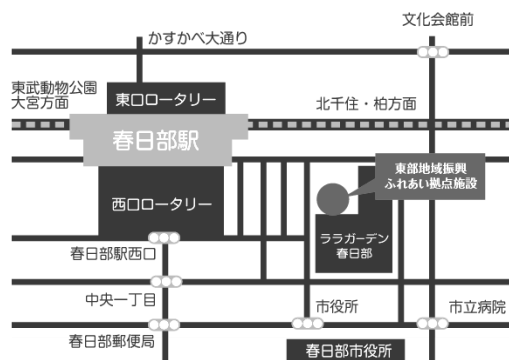 文化会館前
かすかべ大通り
東武動物公園
大宮方面
東口ロータリー
北千住・柏方面
春日部駅
東部地域振興
ふれあい拠点施設
西口ロータリー
ララガーデン
春日部
春日部駅西口
中央一丁目
市役所
市立病院
春日部郵便局
春日部市役所